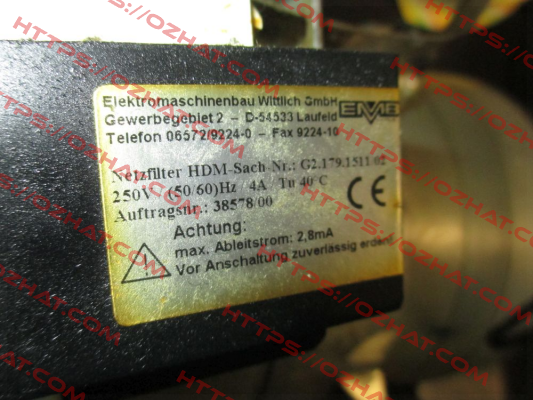 Elektromaschinenbau Wittlich GmbH
Gewerbegebiet 2 - D-54533 Laufeld
Telefon 06572/9224-0 - Fax 9224-10
EMB
Netzfilter HDM-Sach-Nr.: G2.179.1511/02
250V (50/60)Hz / 4A / Tu 40°C
Auftragsnr.: 38578/00
CE
Achtung:
max. Ableitstrom: 2,8mA
Vor Anschaltung zuverlässig erden!
HTTPS://OZHAT.COM